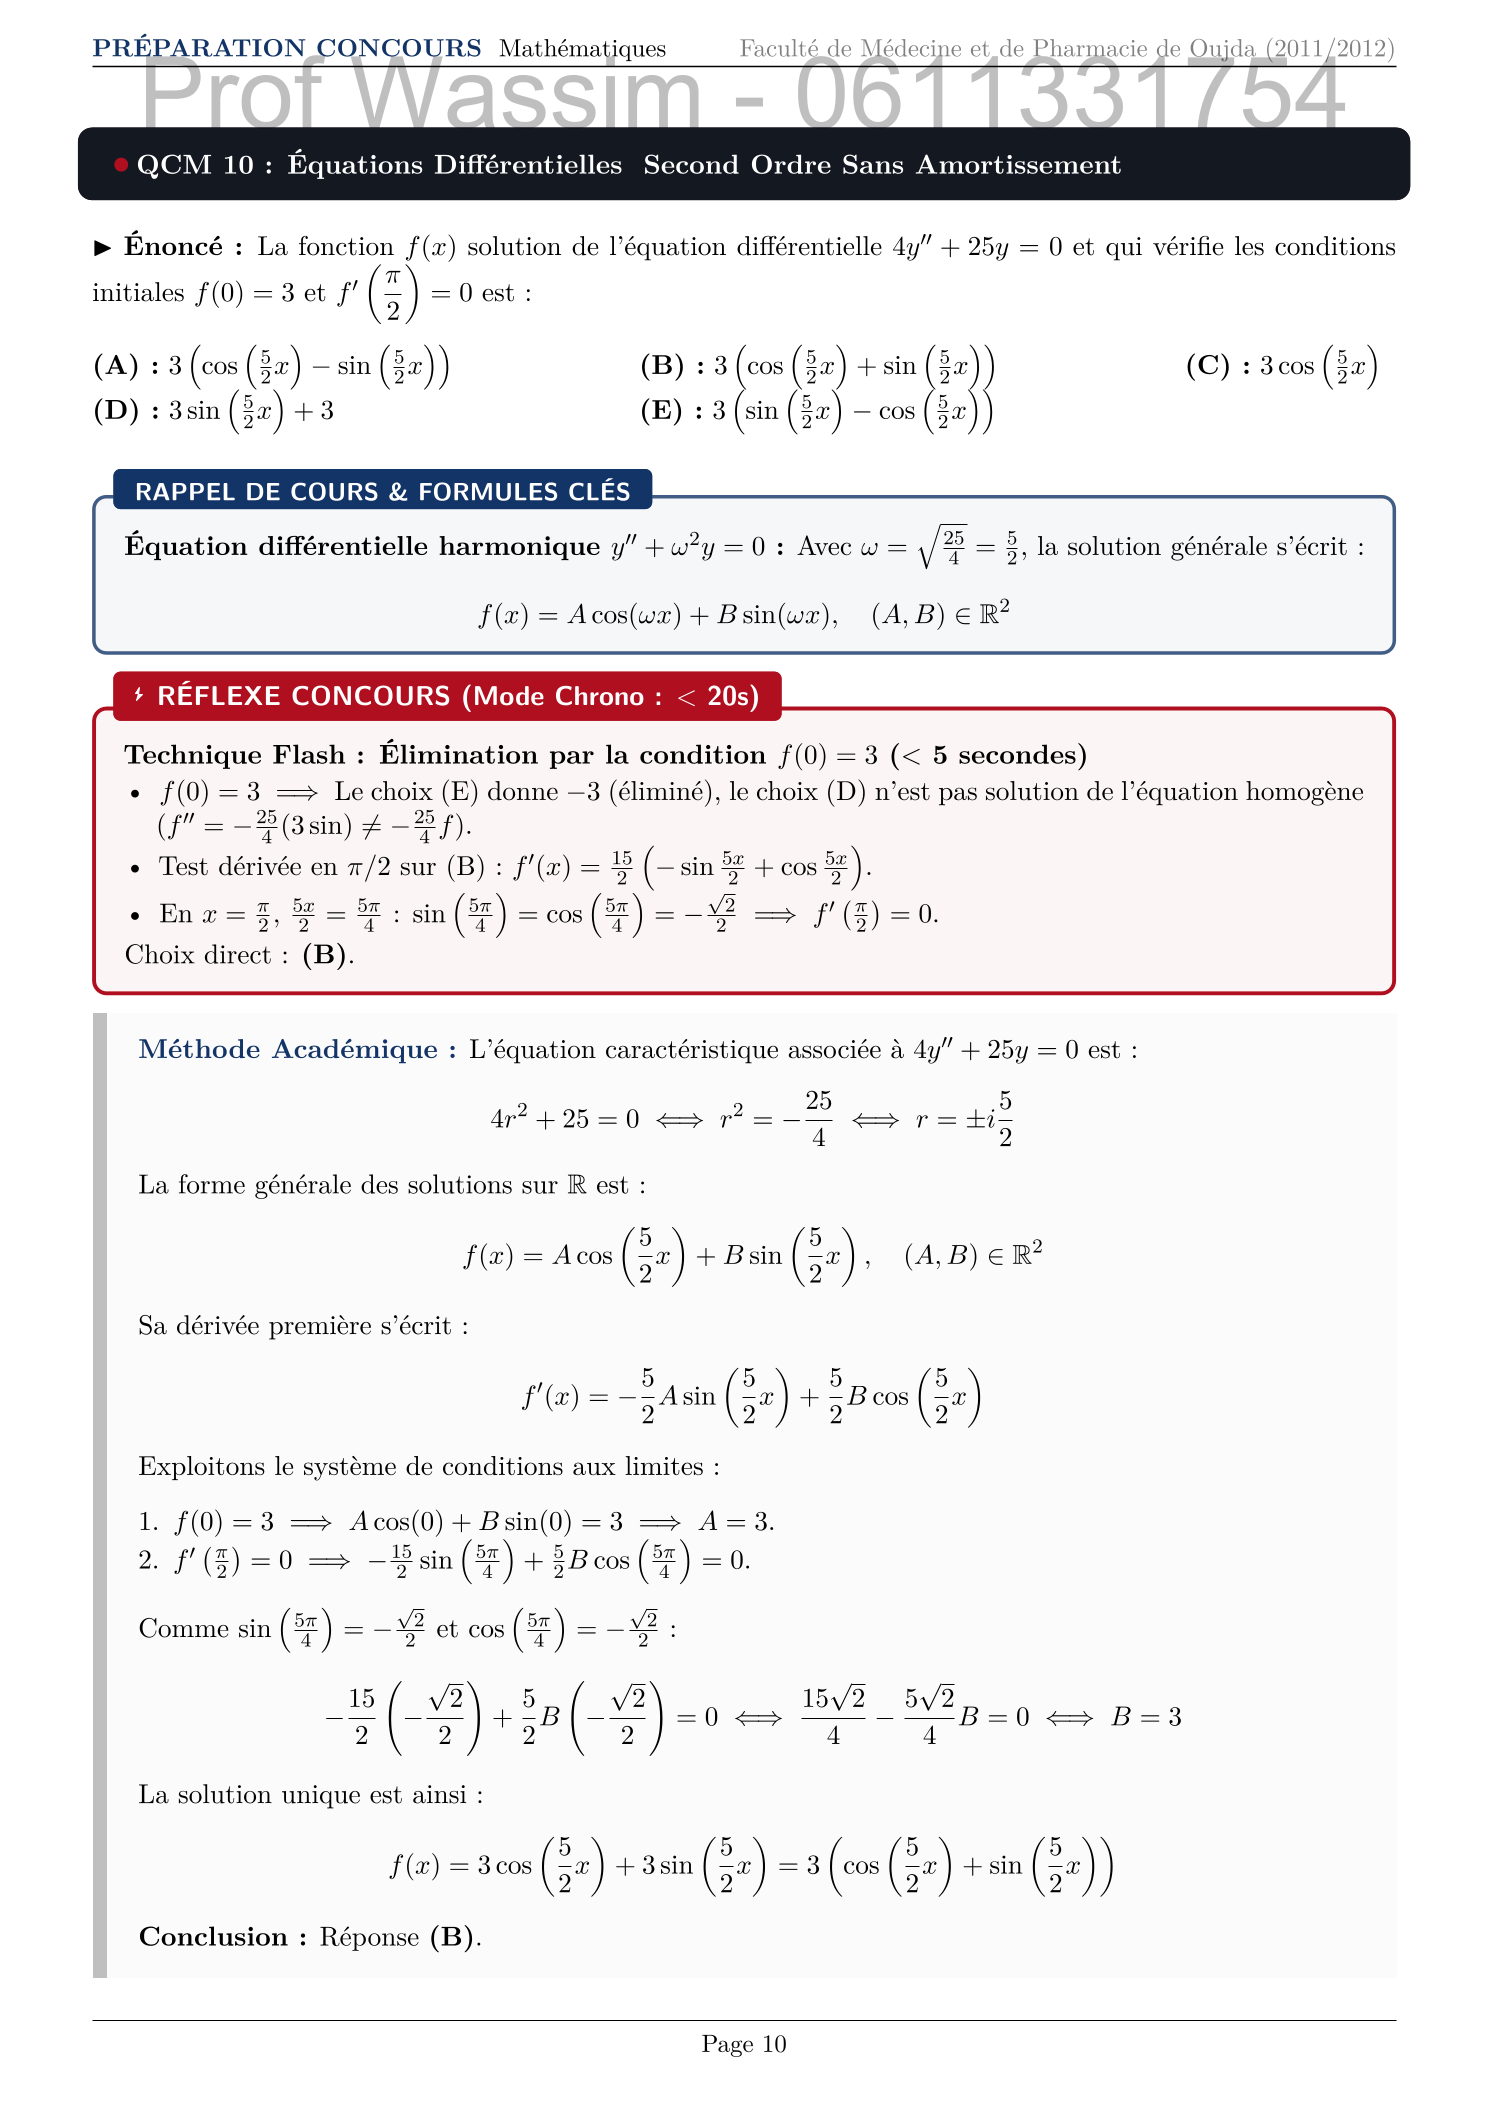 PRÉPARATION CONCOURS Mathématiques Faculté de Médecine et de Pharmacie de Oujda (2011/2012)
Prof Wassim - 0611331754
• QCM 10 : Équations Différentielles Second Ordre Sans Amortissement
▶ Énoncé : La fonction f(x) solution de l'équation différentielle 4y″ + 25y = 0 et qui vérifie les conditions
initiales f(0) = 3 et f′(π/2) = 0 est :
(A) : 3(cos(5/2 x) − sin(5/2 x)) (B) : 3(cos(5/2 x) + sin(5/2 x)) (C) : 3 cos(5/2 x)
(D) : 3 sin(5/2 x) + 3 (E) : 3(sin(5/2 x) − cos(5/2 x))
RAPPEL DE COURS & FORMULES CLÉS
Équation différentielle harmonique y″ + ω²y = 0 : Avec ω = √(25/4) = 5/2, la solution générale s'écrit :
f(x) = A cos(ωx) + B sin(ωx), (A, B) ∈ ℝ²
⚡ RÉFLEXE CONCOURS (Mode Chrono : < 20s)
Technique Flash : Élimination par la condition f(0) = 3 (< 5 secondes)
• f(0) = 3 ⟹ Le choix (E) donne −3 (éliminé), le choix (D) n'est pas solution de l'équation homogène
(f″ = −25/4(3 sin) ≠ −25/4 f).
• Test dérivée en π/2 sur (B) : f′(x) = 15/2 (− sin 5x/2 + cos 5x/2).
• En x = π/2, 5x/2 = 5π/4 : sin(5π/4) = cos(5π/4) = −√2/2 ⟹ f′(π/2) = 0.
Choix direct : (B).
Méthode Académique : L'équation caractéristique associée à 4y″ + 25y = 0 est :
4r² + 25 = 0 ⟺ r² = −25/4 ⟺ r = ±i 5/2
La forme générale des solutions sur ℝ est :
f(x) = A cos(5/2 x) + B sin(5/2 x), (A, B) ∈ ℝ²
Sa dérivée première s'écrit :
f′(x) = −5/2 A sin(5/2 x) + 5/2 B cos(5/2 x)
Exploitons le système de conditions aux limites :
1. f(0) = 3 ⟹ A cos(0) + B sin(0) = 3 ⟹ A = 3.
2. f′(π/2) = 0 ⟹ −15/2 sin(5π/4) + 5/2 B cos(5π/4) = 0.
Comme sin(5π/4) = −√2/2 et cos(5π/4) = −√2/2 :
−15/2 (−√2/2) + 5/2 B (−√2/2) = 0 ⟺ 15√2/4 − 5√2/4 B = 0 ⟺ B = 3
La solution unique est ainsi :
f(x) = 3 cos(5/2 x) + 3 sin(5/2 x) = 3(cos(5/2 x) + sin(5/2 x))
Conclusion : Réponse (B).
Page 10